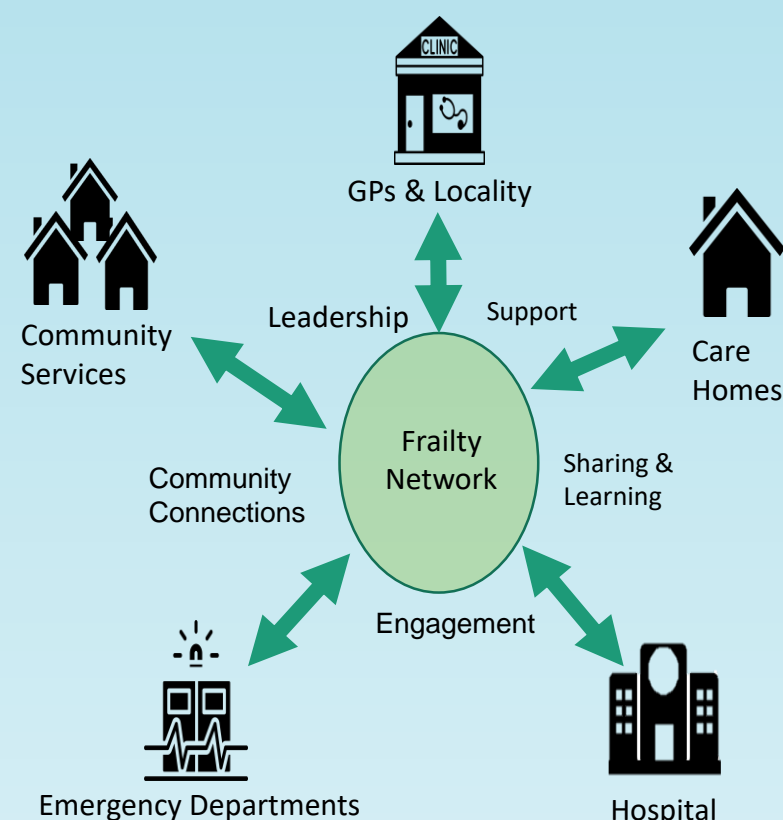 CLINIC
GPs & Locality
Leadership
Support
Community
Services
Care
Homes
Frailty
Network
Community
Connections
Sharing &
Learning
Engagement
Emergency Departments
Hospital